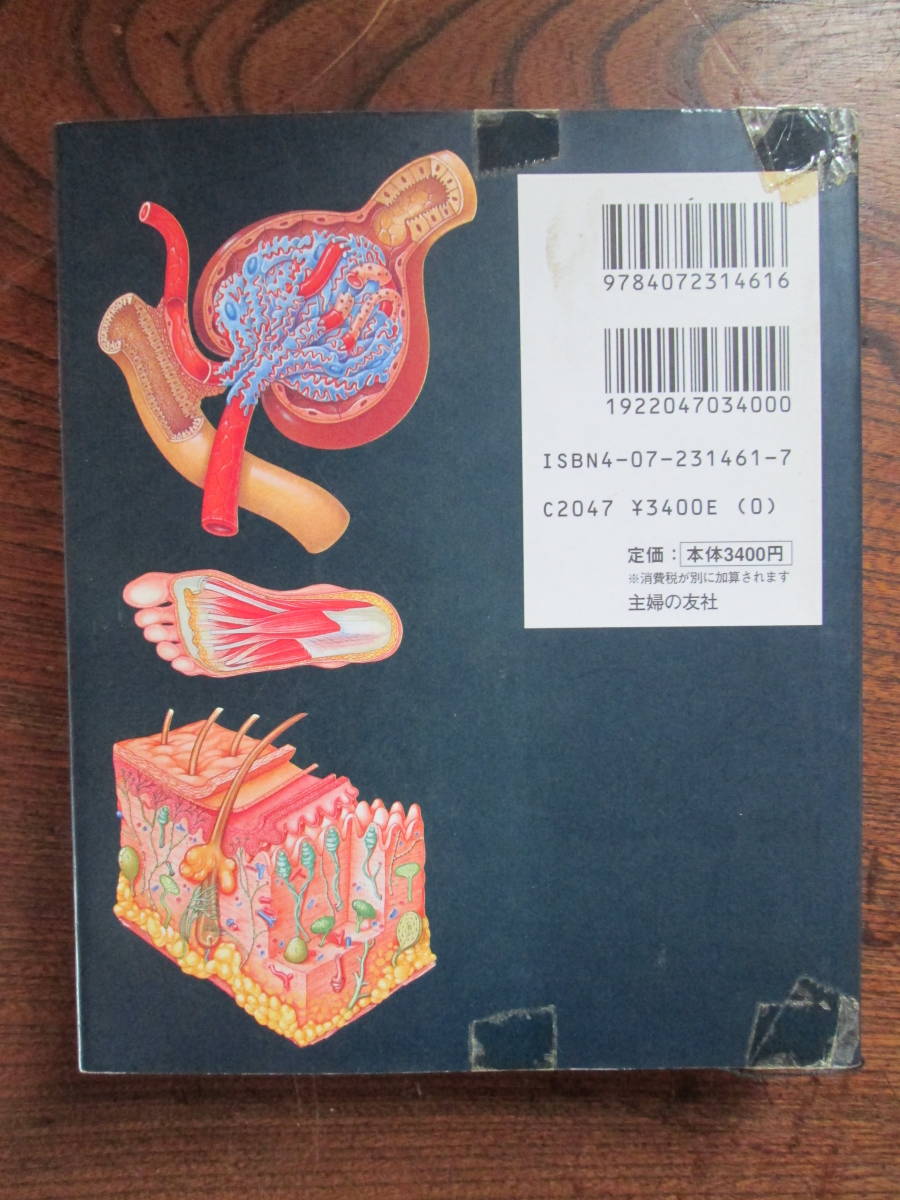 9784072314616
1922047034000
ISBN4-07-231461-7
C2047 ¥3400E (0)
定価：本体3400円
※消費税が別に加算されます
主婦の友社